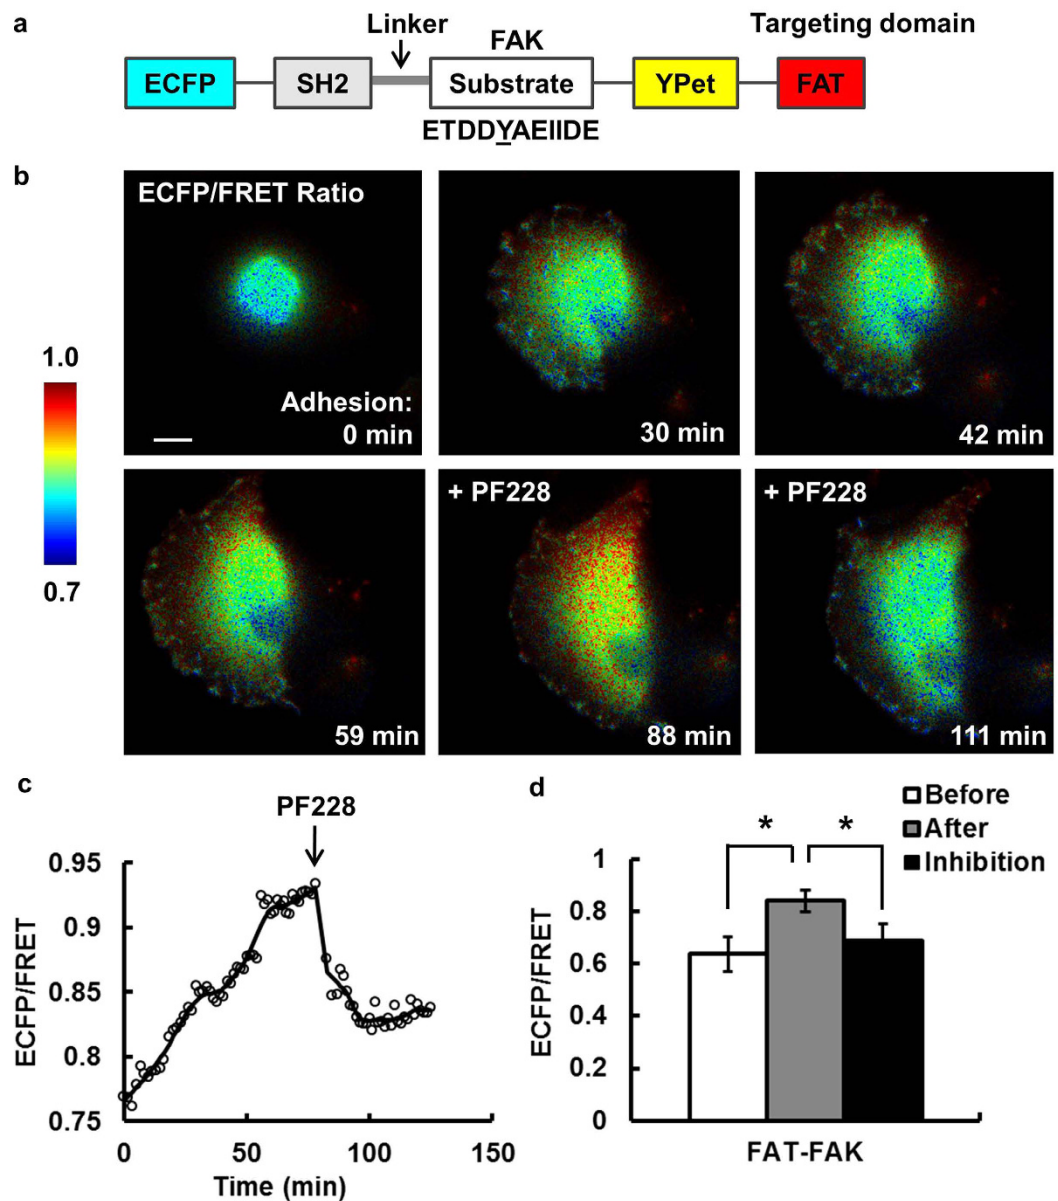 a
Linker
FAK
Targeting domain
ECFP
SH2
Substrate
YPet
FAT
ETDDYAEIIDE
b
ECFP/FRET Ratio
Adhesion:
0 min
30 min
42 min
1.0
0.7
59 min
+ PF228
88 min
+ PF228
111 min
c
PF228
ECFP/FRET
0.95
0.9
0.85
0.8
0.75
0
50
100
150
Time (min)
d
Before
After
Inhibition
* *
ECFP/FRET
1
0.8
0.6
0.4
0.2
0
FAT-FAK